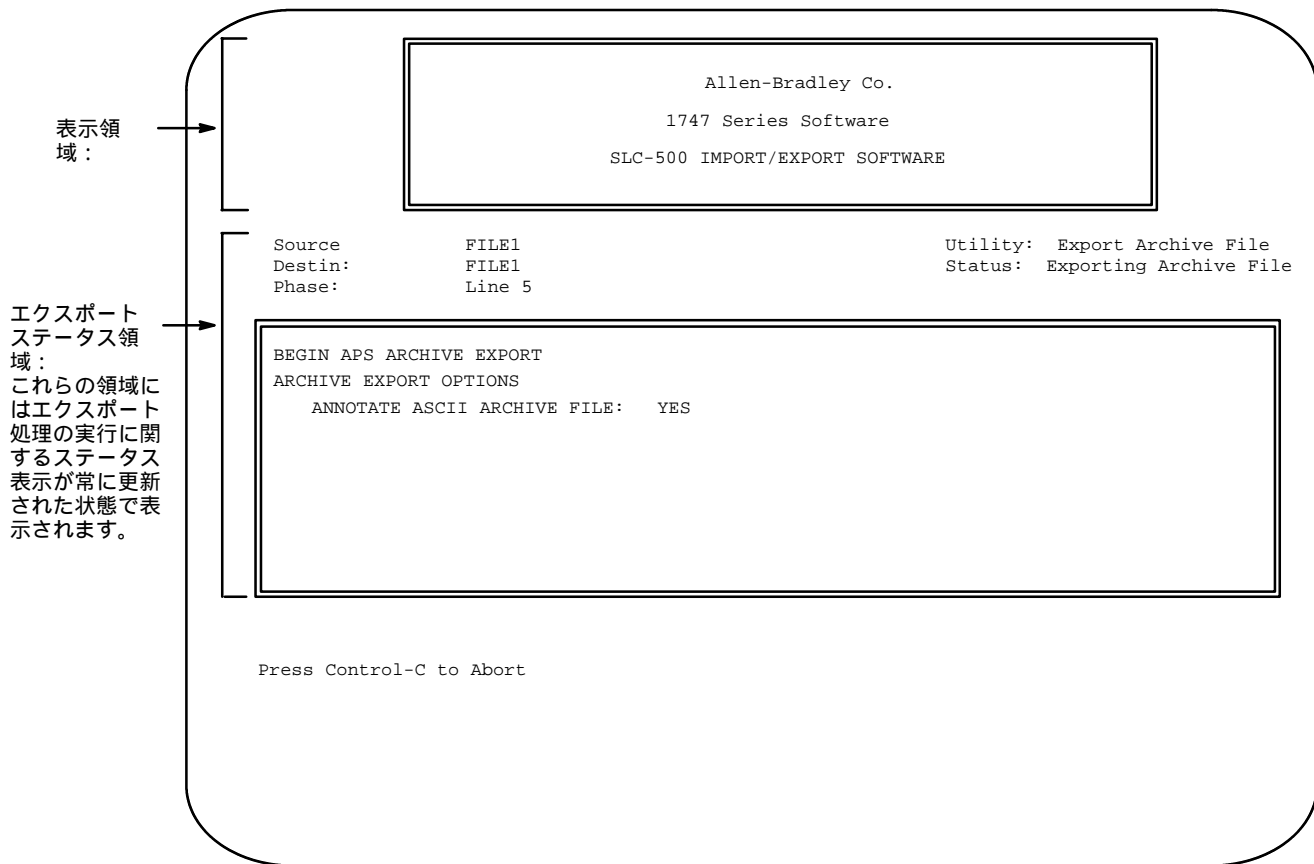 表示領
域：
Allen-Bradley Co.
1747 Series Software
SLC-500 IMPORT/EXPORT SOFTWARE
Source FILE1 Utility: Export Archive File
Destin: FILE1 Status: Exporting Archive File
Phase: Line 5
エクスポート
ステータス領
域：
これらの領域に
はエクスポート
処理の実行に関
するステータス
表示が常に更新
された状態で表
示されます。
BEGIN APS ARCHIVE EXPORT
ARCHIVE EXPORT OPTIONS
ANNOTATE ASCII ARCHIVE FILE: YES
Press Control-C to Abort